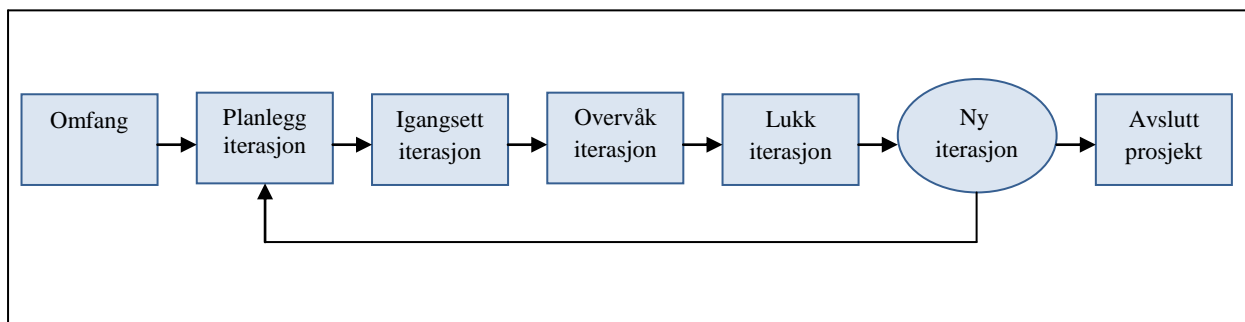 Omfang
Planlegg
iterasjon
Igangsett
iterasjon
Overvåk
iterasjon
Lukk
iterasjon
Ny
iterasjon
Avslutt
prosjekt